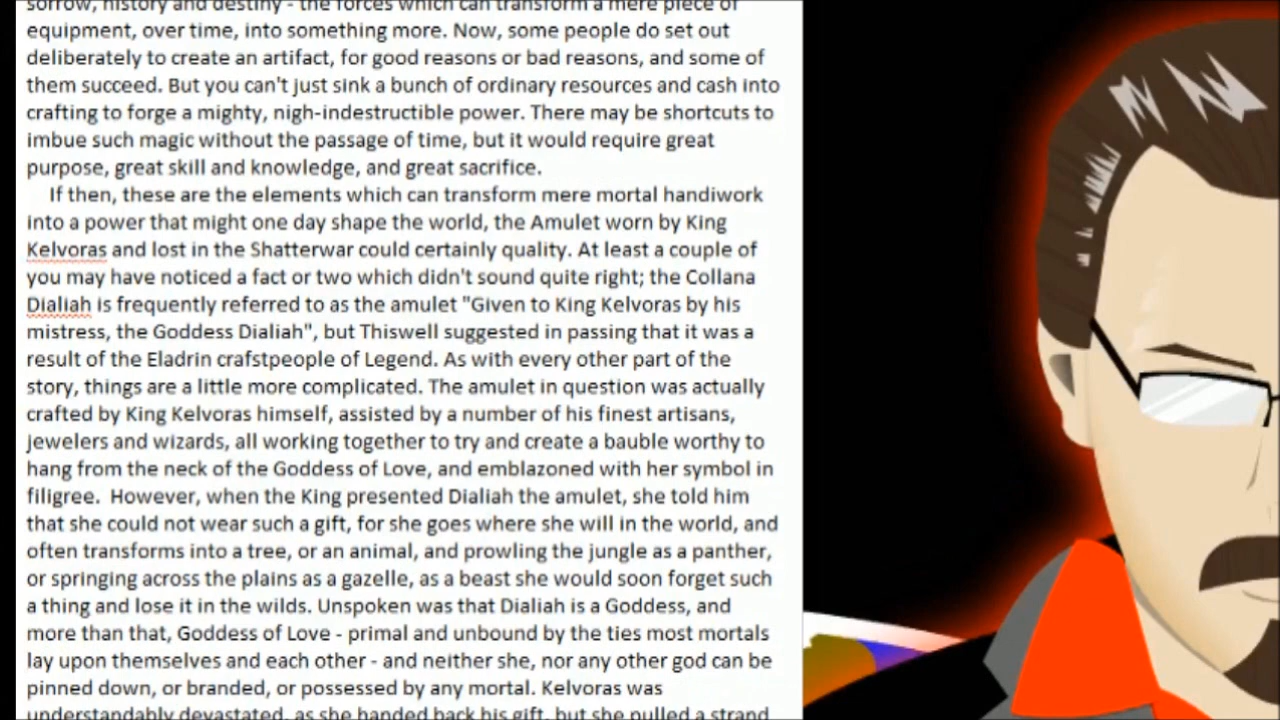 sorrow, history and destiny - the forces which can transform a mere piece of
equipment, over time, into something more. Now, some people do set out
deliberately to create an artifact, for good reasons or bad reasons, and some of
them succeed. But you can't just sink a bunch of ordinary resources and cash into
crafting to forge a mighty, nigh-indestructible power. There may be shortcuts to
imbue such magic without the passage of time, but it would require great
purpose, great skill and knowledge, and great sacrifice.
If then, these are the elements which can transform mere mortal handiwork
into a power that might one day shape the world, the Amulet worn by King
Kelvoras and lost in the Shatterwar could certainly quality. At least a couple of
you may have noticed a fact or two which didn't sound quite right; the Collana
Dialiah is frequently referred to as the amulet "Given to King Kelvoras by his
mistress, the Goddess Dialiah", but Thiswell suggested in passing that it was a
result of the Eladrin crafstpeople of Legend. As with every other part of the
story, things are a little more complicated. The amulet in question was actually
crafted by King Kelvoras himself, assisted by a number of his finest artisans,
jewelers and wizards, all working together to try and create a bauble worthy to
hang from the neck of the Goddess of Love, and emblazoned with her symbol in
filigree.  However, when the King presented Dialiah the amulet, she told him
that she could not wear such a gift, for she goes where she will in the world, and
often transforms into a tree, or an animal, and prowling the jungle as a panther,
or springing across the plains as a gazelle, as a beast she would soon forget such
a thing and lose it in the wilds. Unspoken was that Dialiah is a Goddess, and
more than that, Goddess of Love - primal and unbound by the ties most mortals
lay upon themselves and each other - and neither she, nor any other god can be
pinned down, or branded, or possessed by any mortal. Kelvoras was
understandably devastated, as she handed back his gift, but she pulled a strand